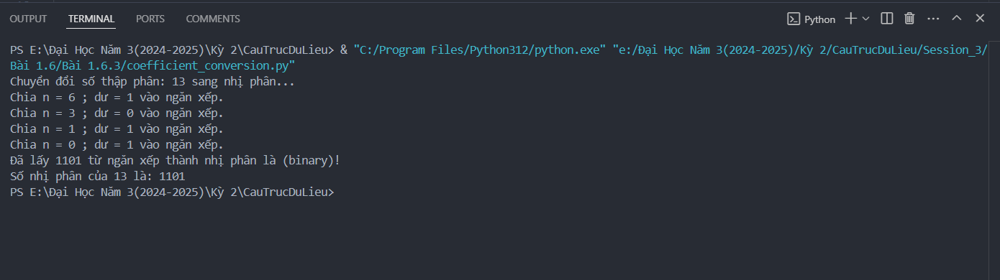 OUTPUT TERMINAL PORTS COMMENTS Python
PS E:\Đại Học Năm 3(2024-2025)\Kỳ 2\CauTrucDuLieu> & "C:/Program Files/Python312/python.exe" "e:/Đại Học Năm 3(2024-2025)/Kỳ 2/CauTrucDuLieu/Session_3/
Bài 1.6/Bài 1.6.3/coefficient_conversion.py"
Chuyển đổi số thập phân: 13 sang nhị phân...
Chia n = 6 ; dư = 1 vào ngăn xếp.
Chia n = 3 ; dư = 0 vào ngăn xếp.
Chia n = 1 ; dư = 1 vào ngăn xếp.
Chia n = 0 ; dư = 1 vào ngăn xếp.
Đã lấy 1101 từ ngăn xếp thành nhị phân là (binary)!
Số nhị phân của 13 là: 1101
PS E:\Đại Học Năm 3(2024-2025)\Kỳ 2\CauTrucDuLieu>